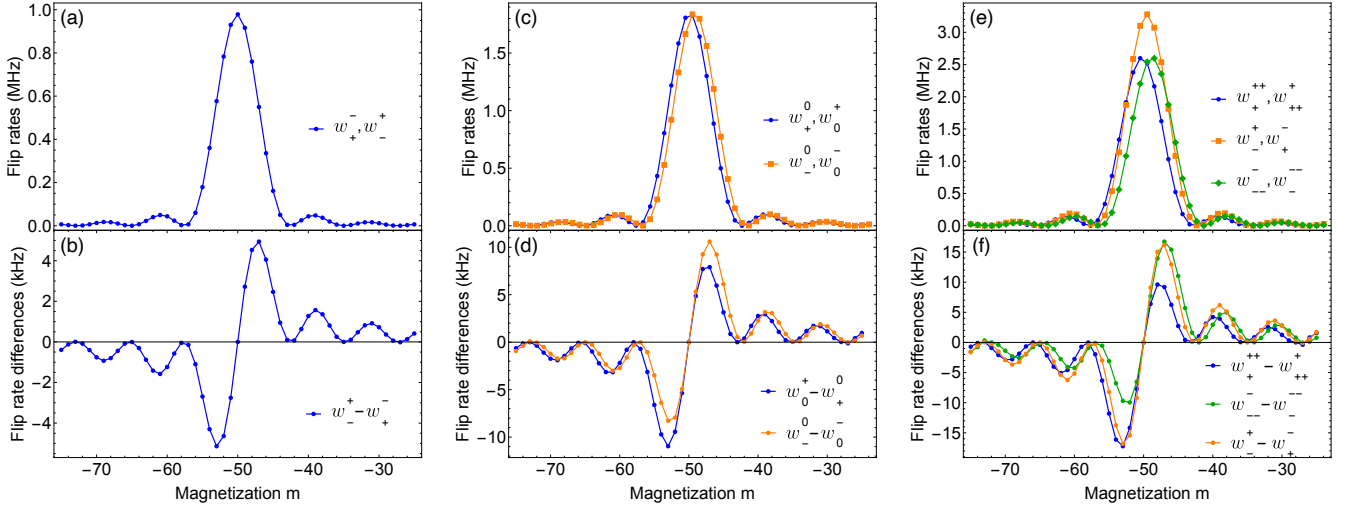 (a)
Flip rates (MHz)
1.0
0.8
0.6
0.4
0.2
0.0
w₊⁻, w₋⁺
(b)
Flip rate differences (kHz)
4
2
0
−2
−4
w₋⁺ − w₊⁻
−70 −60 −50 −40 −30
Magnetization m
(c)
Flip rates (MHz)
1.5
1.0
0.5
0.0
w₊⁰, w₀⁺
w₋⁰, w₀⁻
(d)
Flip rate differences (kHz)
10
5
0
−5
−10
w₀⁺ − w₊⁰
w₋⁰ − w₀⁻
−70 −60 −50 −40 −30
Magnetization m
(e)
Flip rates (MHz)
3.0
2.5
2.0
1.5
1.0
0.5
0.0
w₊⁺⁺, w₊₊⁺
w₋⁺, w₊⁻
w₋₋⁻, w₋⁻⁻
(f)
Flip rate differences (kHz)
15
10
5
0
−5
−10
−15
w₊⁺⁺ − w₊₊⁺
w₋₋⁻ − w₋⁻⁻
w₋⁺ − w₊⁻
−70 −60 −50 −40 −30
Magnetization m